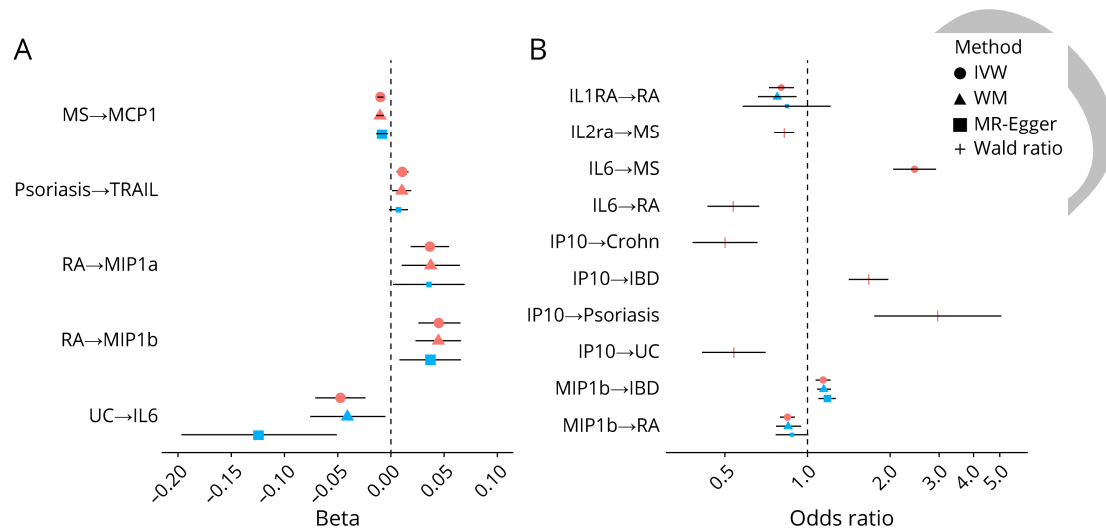 A
MS→MCP1
Psoriasis→TRAIL
RA→MIP1a
RA→MIP1b
UC→IL6
−0.20 −0.15 −0.10 −0.05 0.00 0.05 0.10
Beta
B
Method
IVW
WM
MR-Egger
Wald ratio
IL1RA→RA
IL2ra→MS
IL6→MS
IL6→RA
IP10→Crohn
IP10→IBD
IP10→Psoriasis
IP10→UC
MIP1b→IBD
MIP1b→RA
0.5 1.0 2.0 3.0 4.0 5.0
Odds ratio